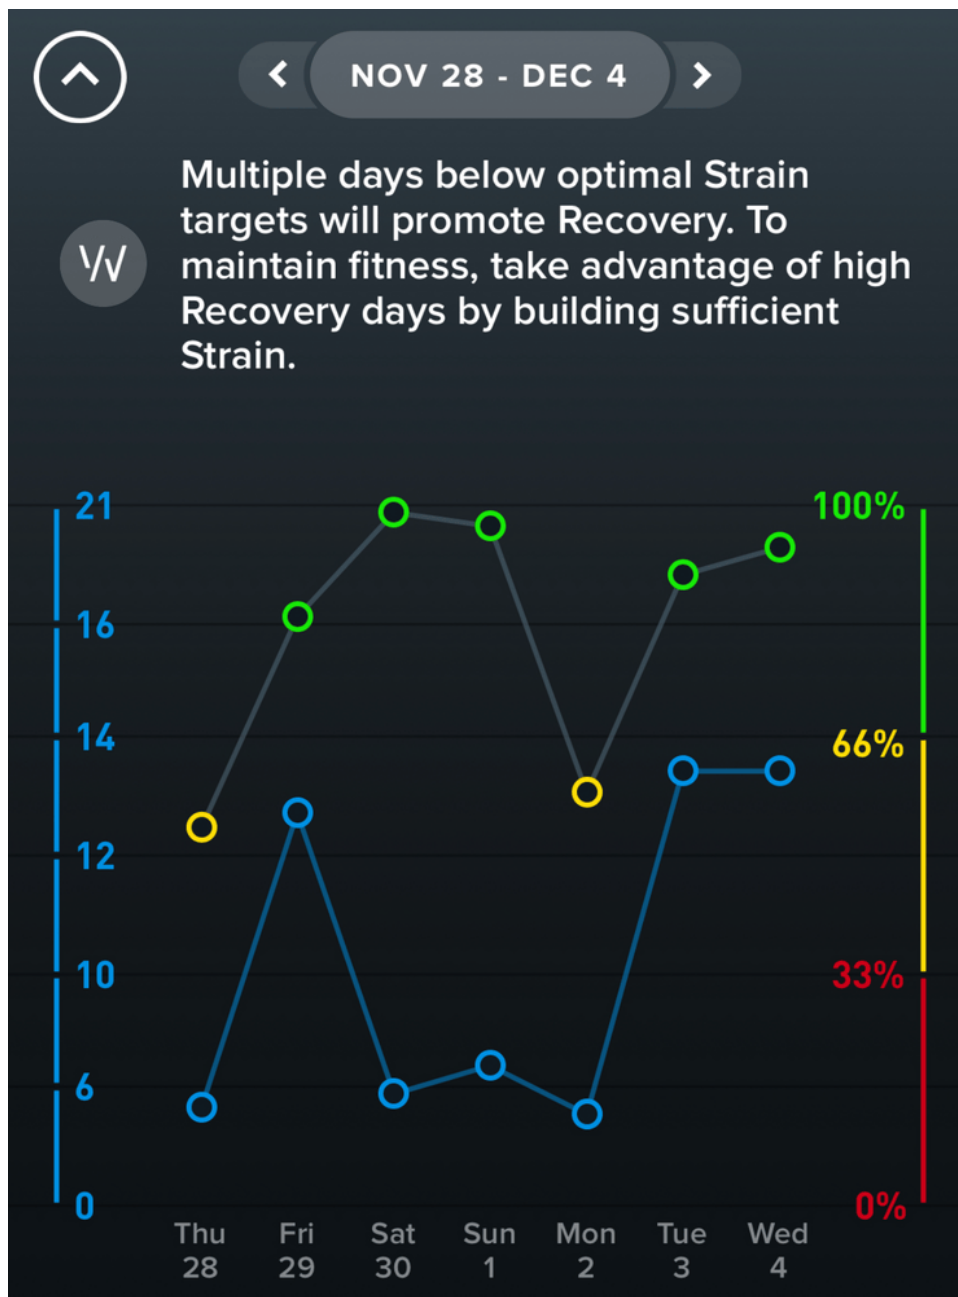 NOV 28 - DEC 4
Multiple days below optimal Strain
targets will promote Recovery. To
maintain fitness, take advantage of high
Recovery days by building sufficient
Strain.
21
100%
16
14
66%
12
10
33%
6
0
0%
Thu Fri Sat Sun Mon Tue Wed
28 29 30 1 2 3 4